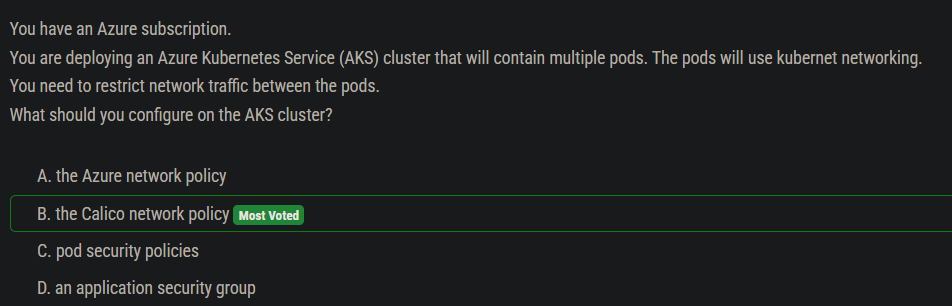 You have an Azure subscription.
You are deploying an Azure Kubernetes Service (AKS) cluster that will contain multiple pods. The pods will use kubernet networking.
You need to restrict network traffic between the pods.
What should you configure on the AKS cluster?
A. the Azure network policy
B. the Calico network policy Most Voted
C. pod security policies
D. an application security group